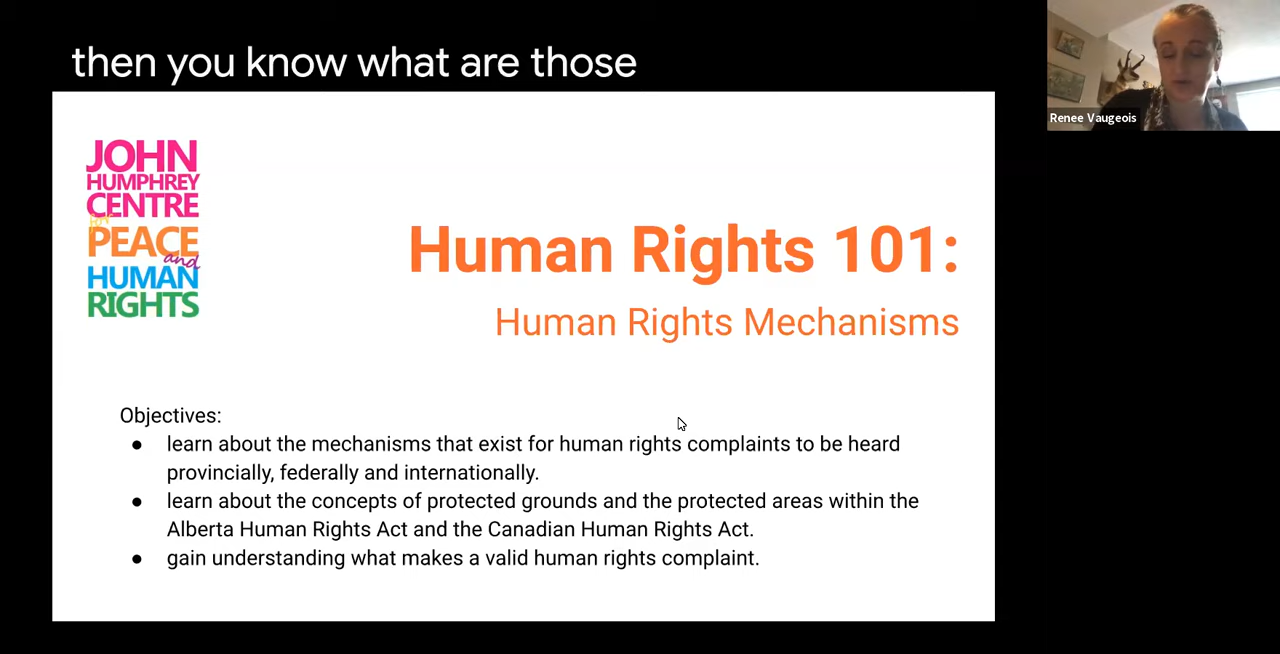 then you know what are those
Renee Vaugeois
JOHN
HUMPHREY
CENTRE
for
PEACE
and
HUMAN
RIGHTS
Human Rights 101:
Human Rights Mechanisms
Objectives:
● learn about the mechanisms that exist for human rights complaints to be heard
provincially, federally and internationally.
● learn about the concepts of protected grounds and the protected areas within the
Alberta Human Rights Act and the Canadian Human Rights Act.
● gain understanding what makes a valid human rights complaint.